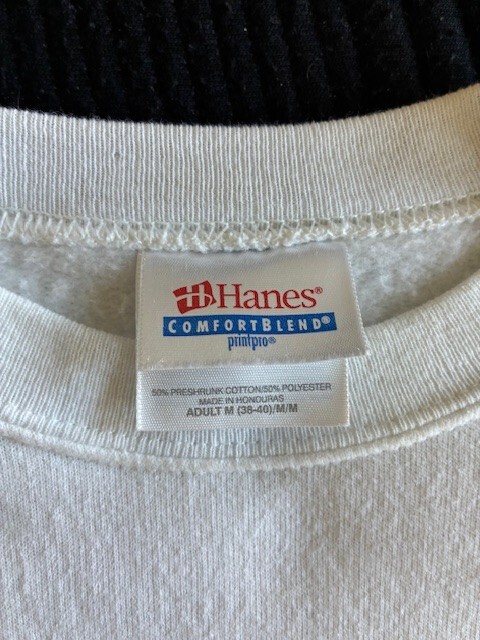 Hanes®
COMFORTBLEND®
printpro®
50% PRESHRUNK COTTON/50% POLYESTER
MADE IN HONDURAS
ADULT M (38-40)/M/M